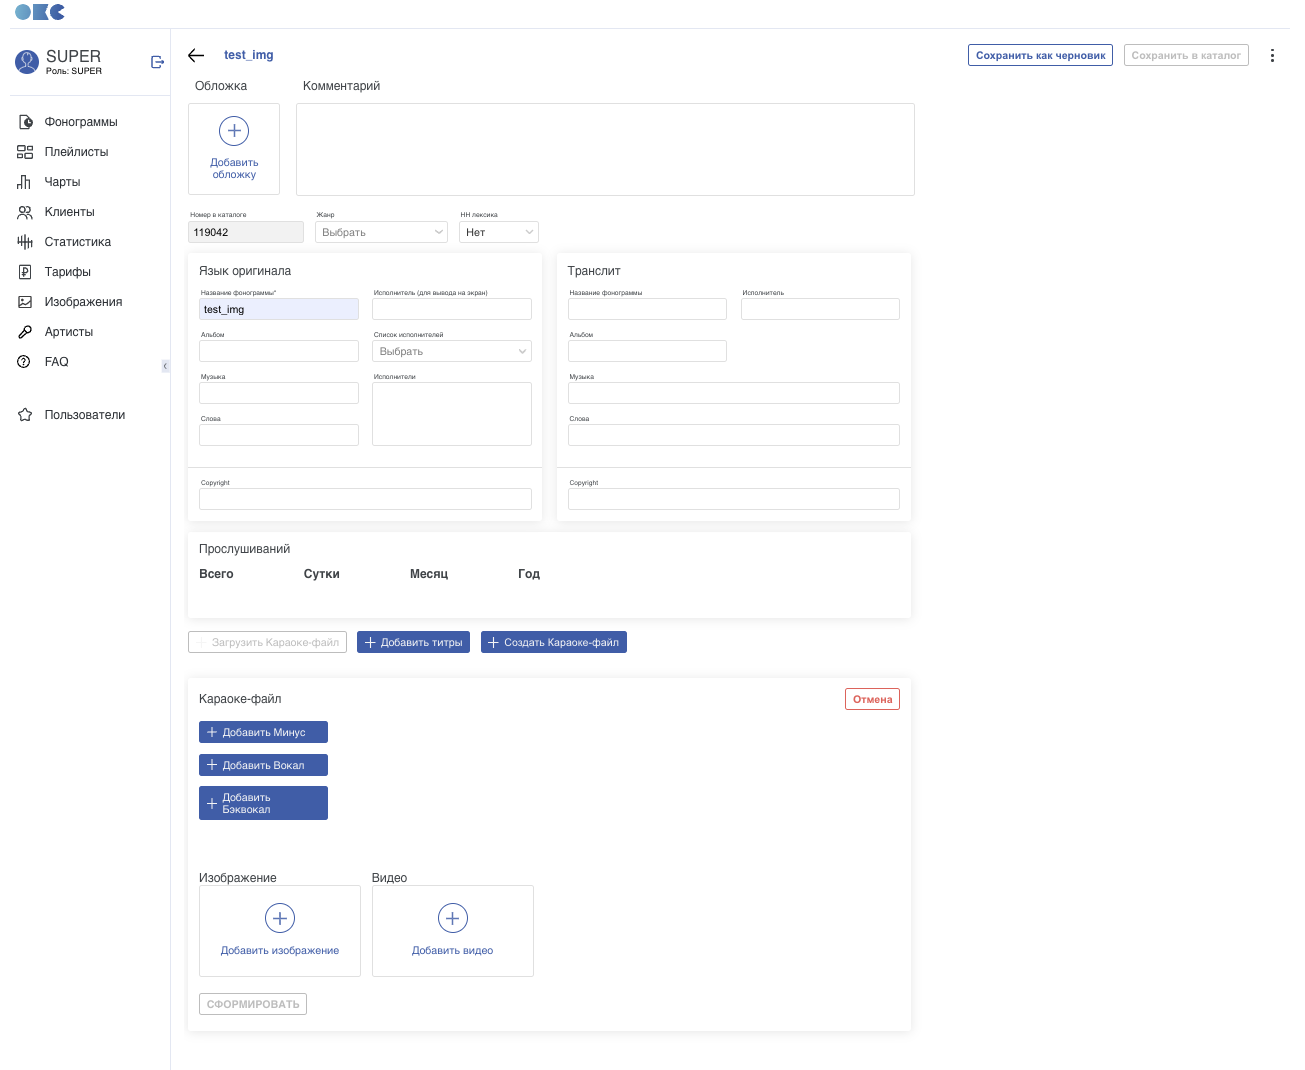 ОКС
SUPER
Роль: SUPER
Фонограммы
Плейлисты
Чарты
Клиенты
Статистика
Тарифы
Изображения
Артисты
FAQ
Пользователи
test_img
Сохранить как черновик
Сохранить в каталог
Обложка
Комментарий
Добавить
обложку
Номер в каталоге
Жанр
НН лексика
119042
Выбрать
Нет
Язык оригинала
Название фонограммы*
Исполнитель (для вывода на экран)
test_img
Альбом
Список исполнителей
Выбрать
Музыка
Исполнители
Слова
Copyright
Транслит
Название фонограммы
Исполнитель
Альбом
Музыка
Слова
Copyright
Прослушиваний
Всего
Сутки
Месяц
Год
Загрузить Караоке-файл
Добавить титры
Создать Караоке-файл
Караоке-файл
Отмена
Добавить Минус
Добавить Вокал
Добавить
Бэквокал
Изображение
Видео
Добавить изображение
Добавить видео
СФОРМИРОВАТЬ